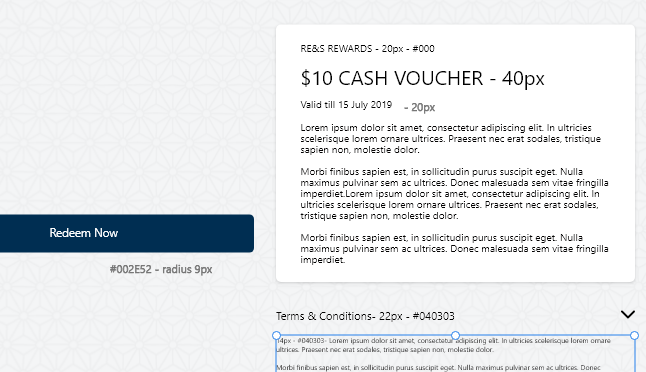 RE&S REWARDS - 20px - #000
$10 CASH VOUCHER - 40px
Valid till 15 July 2019 - 20px
Lorem ipsum dolor sit amet, consectetur adipiscing elit. In ultricies
scelerisque lorem ornare ultrices. Praesent nec erat sodales, tristique
sapien non, molestie dolor.
Morbi finibus sapien est, in sollicitudin purus suscipit eget. Nulla
maximus pulvinar sem ac ultrices. Donec malesuada sem vitae fringilla
imperdiet.Lorem ipsum dolor sit amet, consectetur adipiscing elit. In
ultricies scelerisque lorem ornare ultrices. Praesent nec erat sodales,
tristique sapien non, molestie dolor.
Morbi finibus sapien est, in sollicitudin purus suscipit eget. Nulla
maximus pulvinar sem ac ultrices. Donec malesuada sem vitae fringilla
imperdiet.
Redeem Now
#002E52 - radius 9px
Terms & Conditions- 22px - #040303
14px - #040303- Lorem ipsum dolor sit amet, consectetur adipiscing elit. In ultricies scelerisque lorem ornare
ultrices. Praesent nec erat sodales, tristique sapien non, molestie dolor.
Morbi finibus sapien est, in sollicitudin purus suscipit eget. Nulla maximus pulvinar sem ac ultrices. Donec